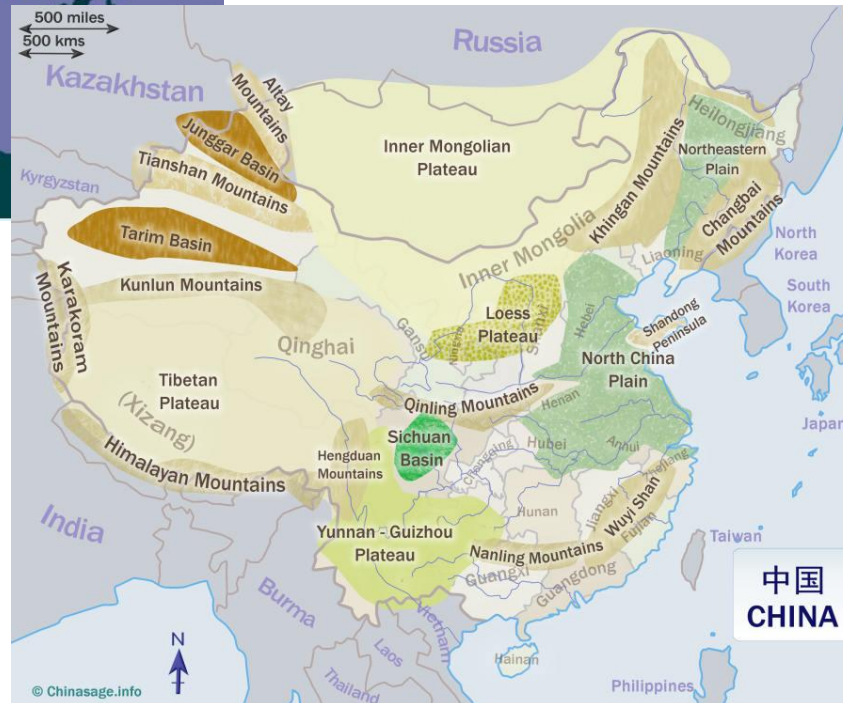 500 miles
500 kms
Russia
Kazakhstan
Altay
Mountains
Junggar Basin
Tianshan Mountains
Kyrgyzstan
Tarim Basin
Kunlun Mountains
Karakoram
Mountains
Inner Mongolian
Plateau
Inner Mongolia
Khingan Mountains
Heilongjiang
Northeastern
Plain
Changbai
Mountains
Liaoning
North
Korea
South
Korea
Loess
Plateau
Ningxia
Shanxi
Gansu
Hebei
Shandong
Peninsula
North China
Plain
Qinghai
Tibetan
Plateau
(Xizang)
Himalayan Mountains
Qinling Mountains
Henan
Sichuan
Basin
Hengduan
Mountains
Chongqing
Hubei
Anhui
Zhejiang
Japan
Yunnan - Guizhou
Plateau
Hunan
Jiangxi
Wuyi Shan
Fujian
Nanling Mountains
Guangxi
Guangdong
Taiwan
India
Burma
Vietnam
Laos
Thailand
Hainan
Philippines
中国
CHINA
N
© Chinasage.info